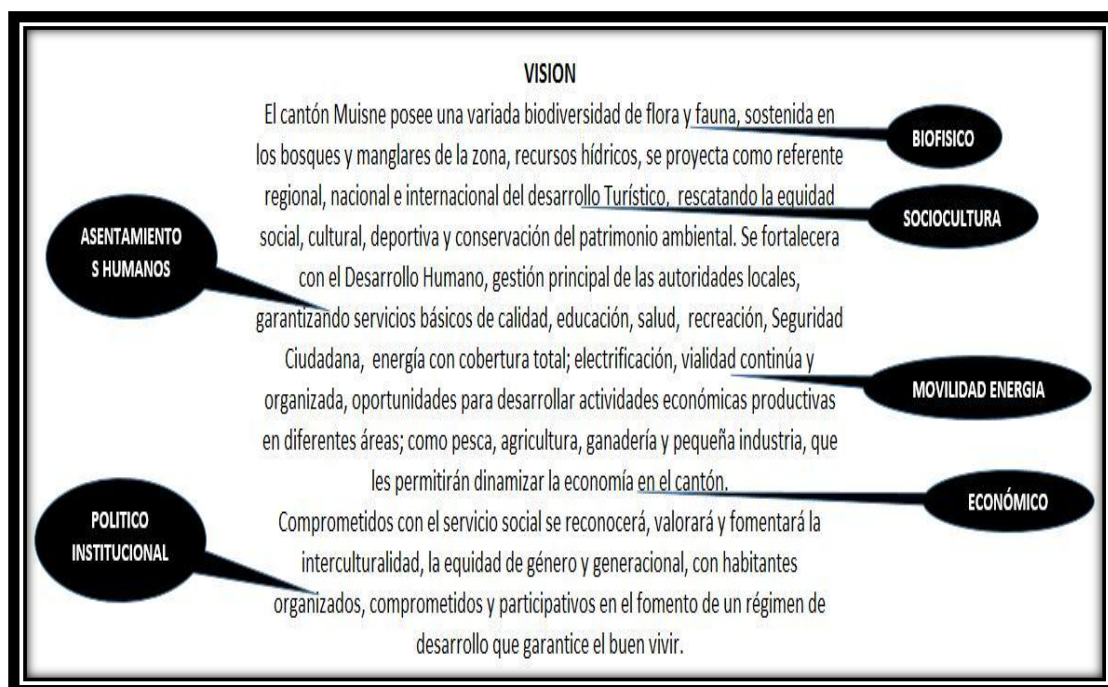 VISION
El cantón Muisne posee una variada biodiversidad de flora y fauna, sostenida en
los bosques y manglares de la zona, recursos hídricos, se proyecta como referente
regional, nacional e internacional del desarrollo Turístico, rescatando la equidad
social, cultural, deportiva y conservación del patrimonio ambiental. Se fortalecera
con el Desarrollo Humano, gestión principal de las autoridades locales,
garantizando servicios básicos de calidad, educación, salud, recreación, Seguridad
Ciudadana, energía con cobertura total; electrificación, vialidad continúa y
organizada, oportunidades para desarrollar actividades económicas productivas
en diferentes áreas; como pesca, agricultura, ganadería y pequeña industria, que
les permitirán dinamizar la economía en el cantón.
Comprometidos con el servicio social se reconocerá, valorará y fomentará la
interculturalidad, la equidad de género y generacional, con habitantes
organizados, comprometidos y participativos en el fomento de un régimen de
desarrollo que garantice el buen vivir.
BIOFISICO
SOCIOCULTURA
ASENTAMIENTO
S HUMANOS
MOVILIDAD ENERGIA
ECONÓMICO
POLITICO
INSTITUCIONAL